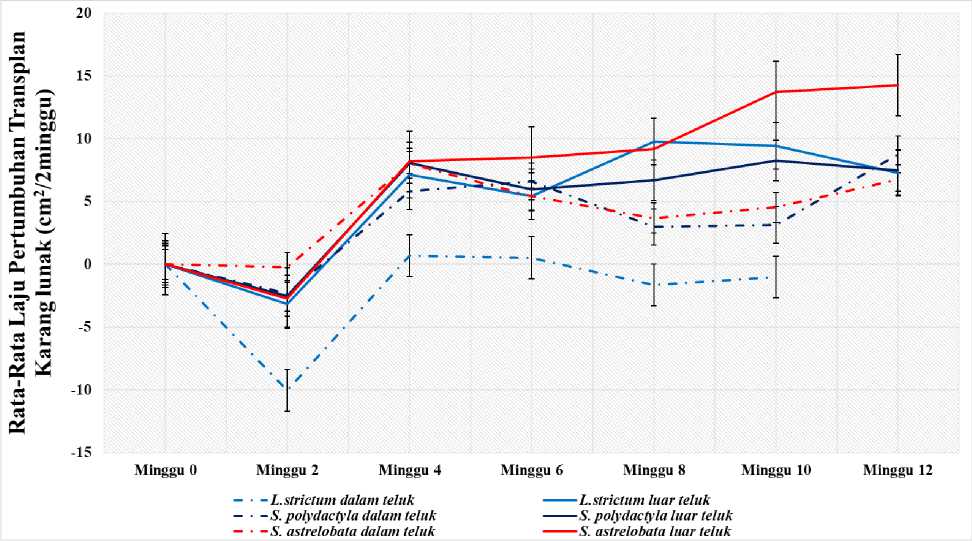 Rata-Rata Laju Pertumbuhan Transplan
Karang lunak (cm²/2minggu)
20
15
10
5
0
-5
-10
-15
Minggu 0 Minggu 2 Minggu 4 Minggu 6 Minggu 8 Minggu 10 Minggu 12
L.strictum dalam teluk L.strictum luar teluk
S. polydactyla dalam teluk S. polydactyla luar teluk
S. astrelobata dalam teluk S. astrelobata luar teluk